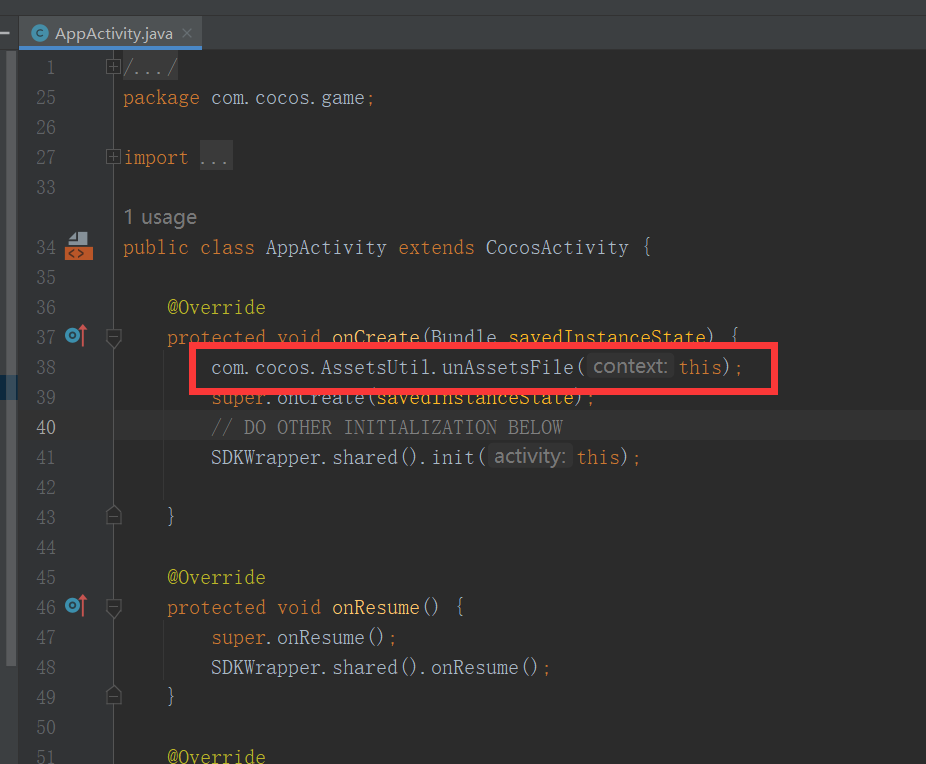 AppActivity.java
1 /.../
25 package com.cocos.game;
26
27 import ...
33
1 usage
34 public class AppActivity extends CocosActivity {
35
36 @Override
37 protected void onCreate(Bundle savedInstanceState) {
38 com.cocos.AssetsUtil.unAssetsFile( context: this);
39 super.onCreate(savedInstanceState);
40 // DO OTHER INITIALIZATION BELOW
41 SDKWrapper.shared().init( activity: this);
42
43 }
44
45 @Override
46 protected void onResume() {
47 super.onResume();
48 SDKWrapper.shared().onResume();
49 }
50
51 @Override